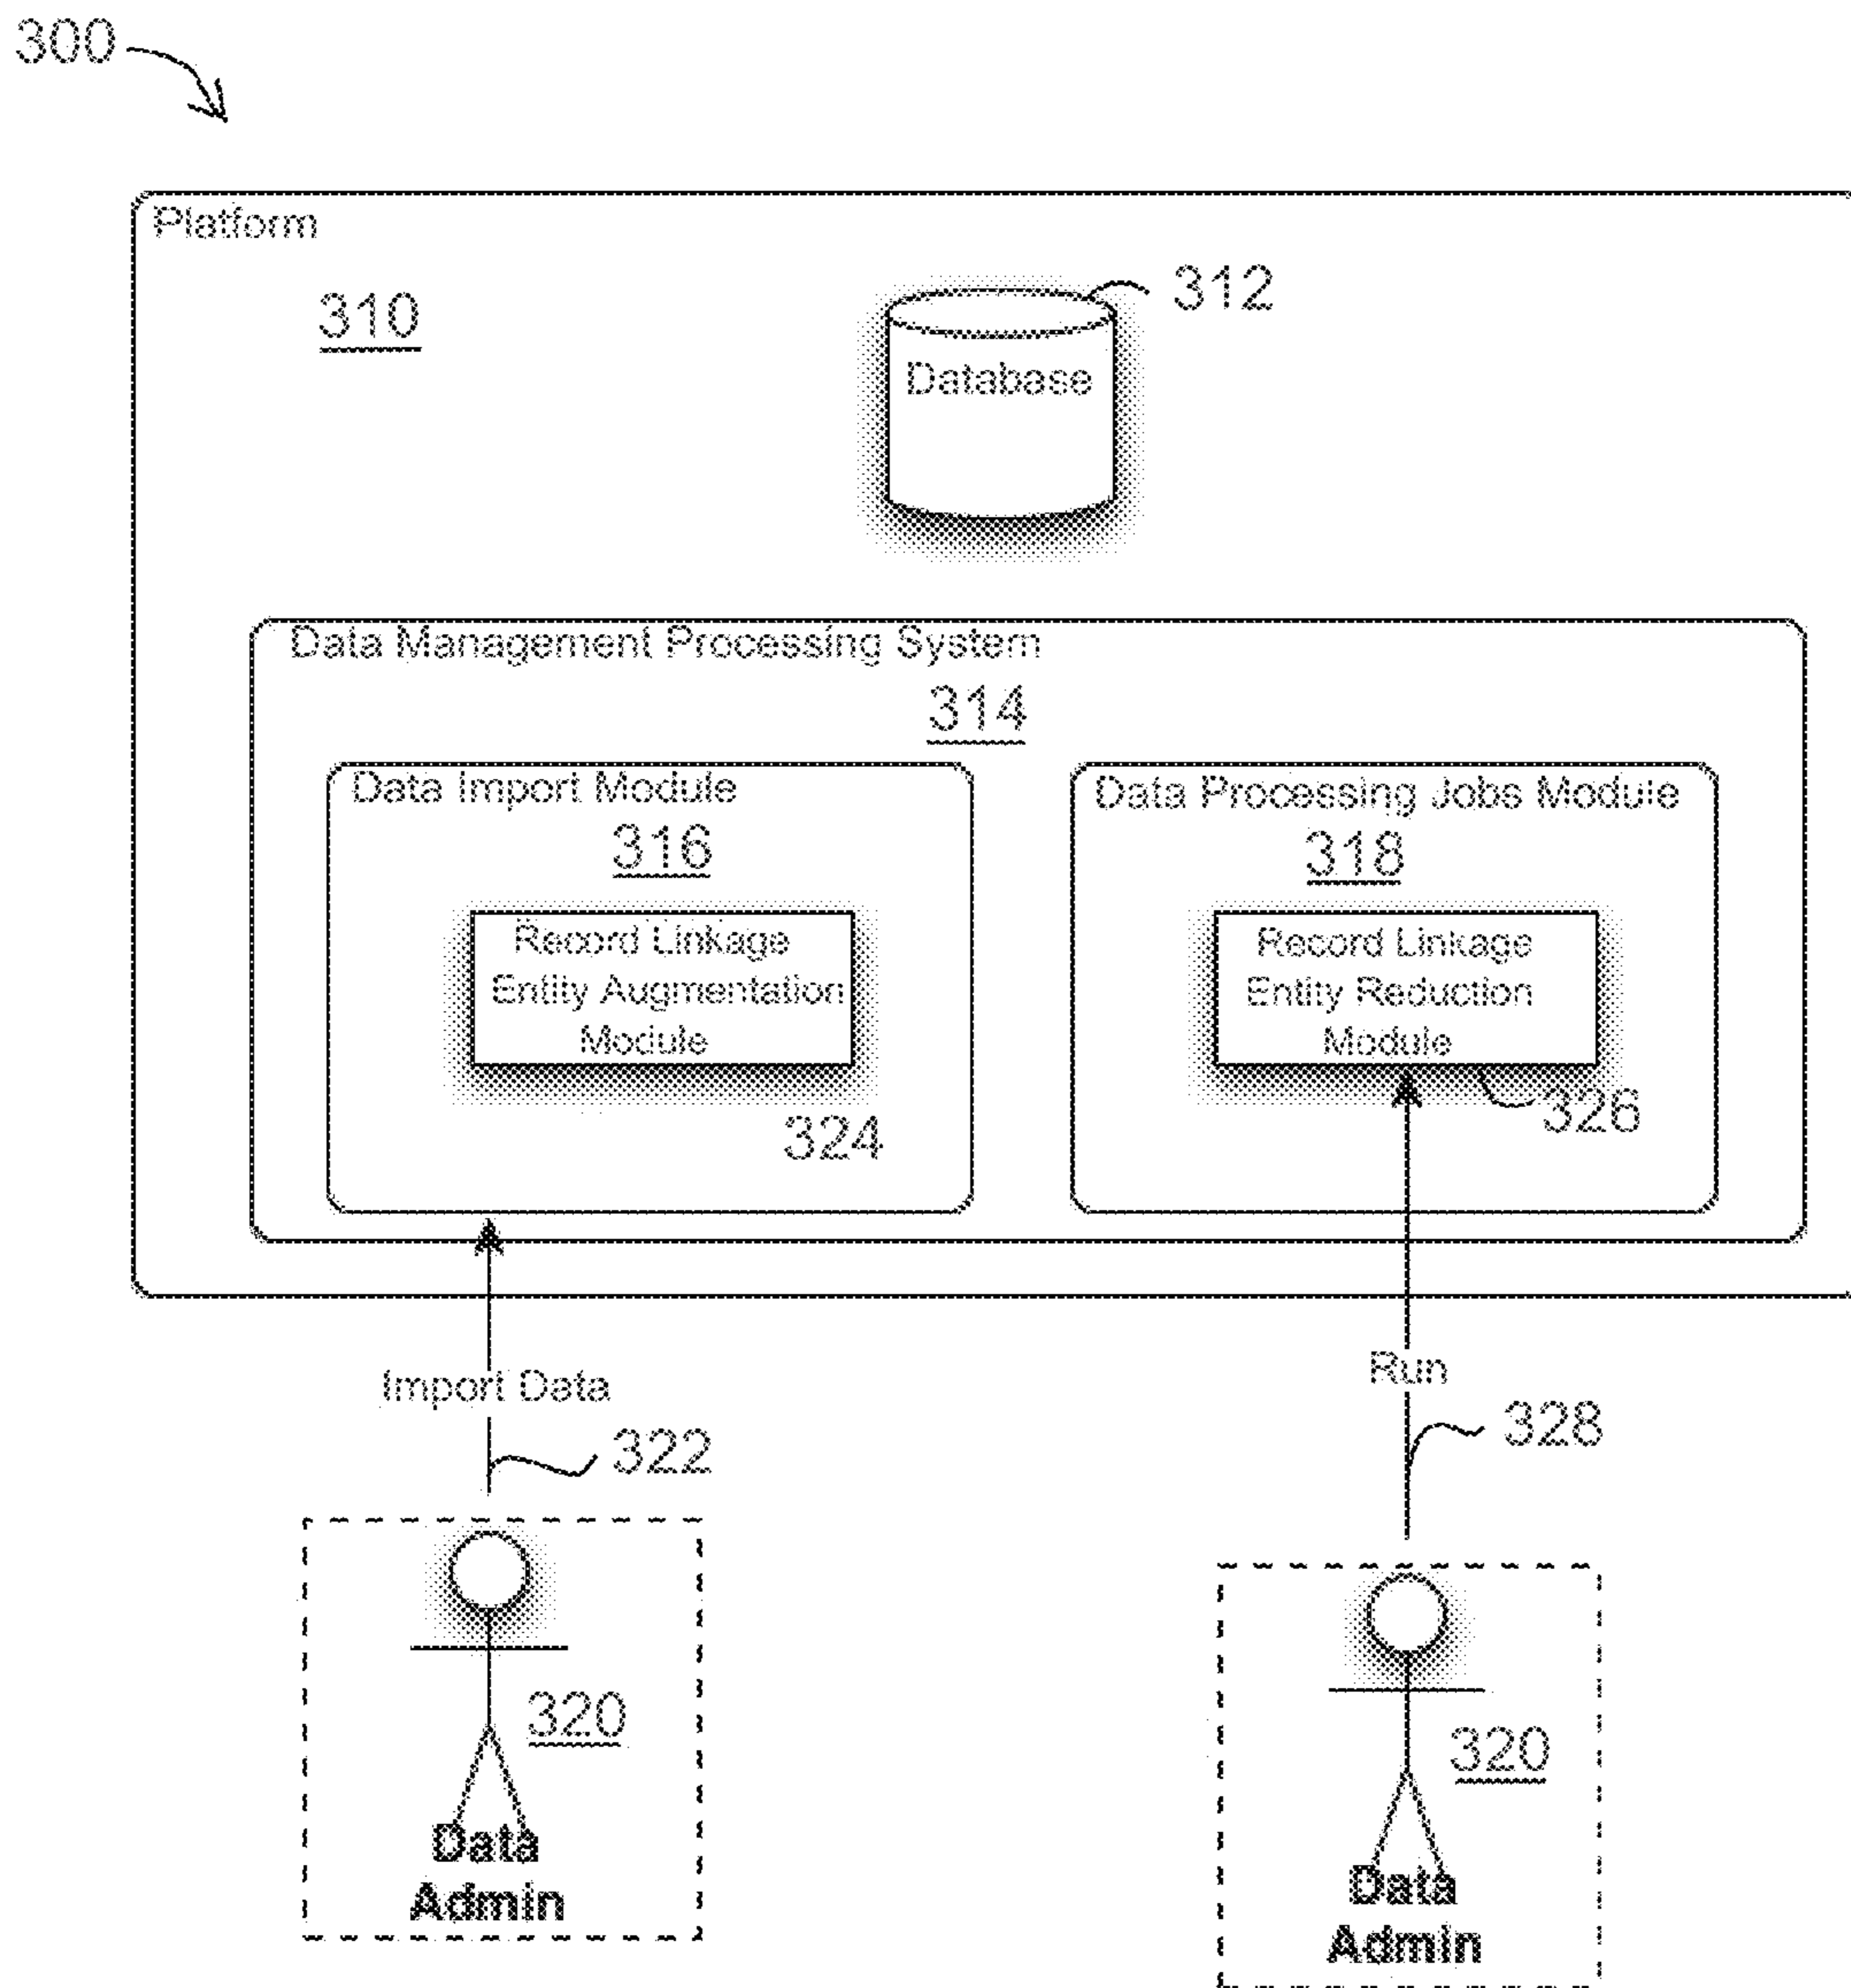 300
Platform
310
312
Database
Data Management Processing System
314
Data Import Module
316
Record Linkage
Entity Augmentation
Module
324
Data Processing Jobs Module
318
Record Linkage
Entity Reduction
Module
326
Import Data
322
Run
328
320
Data
Admin
320
Data
Admin